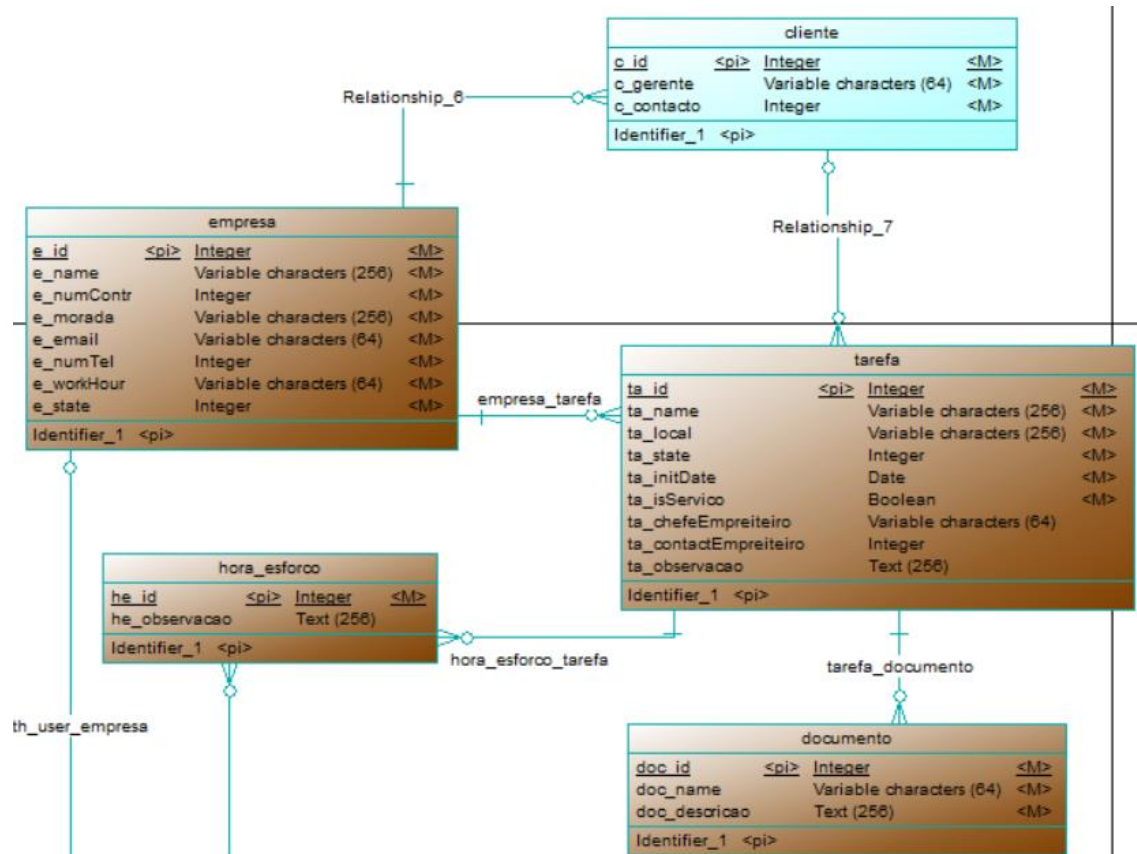 cliente
c_id <pi> Integer <M>
c_gerente Variable characters (64) <M>
c_contacto Integer <M>
Identifier_1 <pi>
Relationship_6
Relationship_7
empresa
e_id <pi> Integer <M>
e_name Variable characters (256) <M>
e_numContr Integer <M>
e_morada Variable characters (256) <M>
e_email Variable characters (64) <M>
e_numTel Integer <M>
e_workHour Variable characters (64) <M>
e_state Integer <M>
Identifier_1 <pi>
empresa_tarefa
tarefa
ta_id <pi> Integer <M>
ta_name Variable characters (256) <M>
ta_local Variable characters (256) <M>
ta_state Integer <M>
ta_initDate Date <M>
ta_isServico Boolean <M>
ta_chefeEmpreiteiro Variable characters (64)
ta_contactEmpreiteiro Integer
ta_observacao Text (256)
Identifier_1 <pi>
hora_esforco
he_id <pi> Integer <M>
he_observacao Text (256)
Identifier_1 <pi>
hora_esforco_tarefa
tarefa_documento
th_user_empresa
documento
doc_id <pi> Integer <M>
doc_name Variable characters (64) <M>
doc_descricao Text (256) <M>
Identifier_1 <pi>